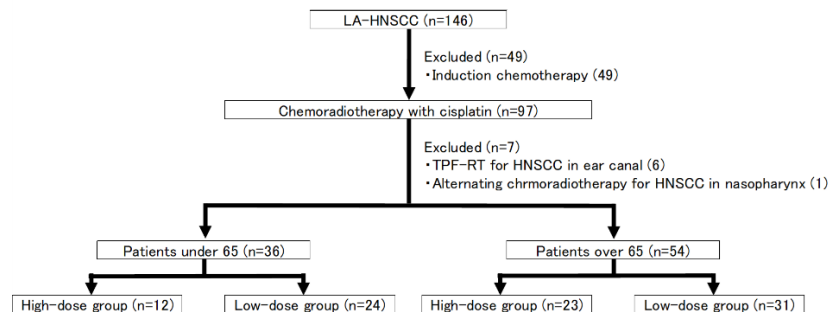 LA-HNSCC (n=146)
Excluded (n=49)
・Induction chemotherapy (49)
Chemoradiotherapy with cisplatin (n=97)
Excluded (n=7)
・TPF-RT for HNSCC in ear canal (6)
・Alternating chrmoradiotherapy for HNSCC in nasopharynx (1)
Patients under 65 (n=36)
Patients over 65 (n=54)
High-dose group (n=12)
Low-dose group (n=24)
High-dose group (n=23)
Low-dose group (n=31)